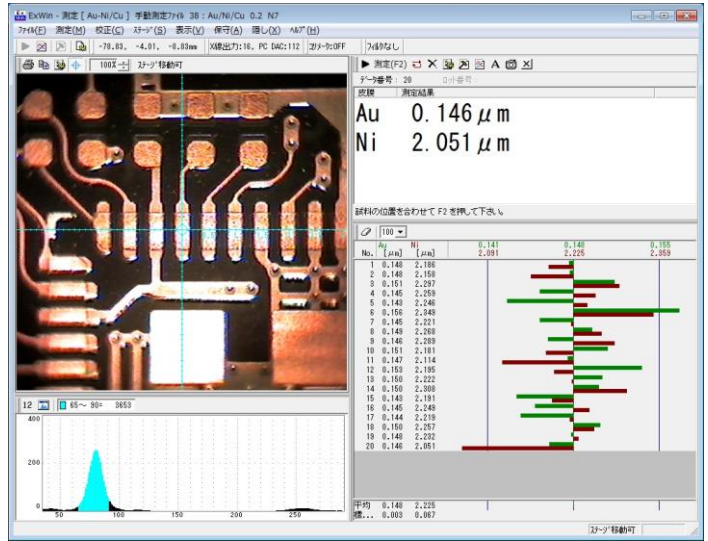 ExWin - 測定 [ Au-Ni/Cu ] 手動測定ファイル 38 : Au/Ni/Cu 0.2 N7
ファイル(F) 測定(M) 校正(C) ステージ(S) 表示(V) 保守(A) 隠し(X) ヘルプ(H)
-78.83, -4.01, -0.83mm X線出力:16, PC DAC:112 コリメータ:OFF フィルタなし
100X ステージ移動可
測定(F2)
データ番号: 20 ロット番号:
皮膜 測定結果
Au 0.146μm
Ni 2.051μm
試料の位置を合わせて F2 を押して下さい。
100
Au Ni 0.141 0.148 0.155
No. [μm] [μm] 2.091 2.225 2.359
1 0.148 2.186
2 0.148 2.158
3 0.151 2.297
4 0.145 2.259
5 0.143 2.246
6 0.156 2.349
7 0.145 2.221
8 0.149 2.268
9 0.146 2.289
10 0.151 2.181
11 0.147 2.114
12 0.153 2.195
13 0.150 2.222
14 0.150 2.308
15 0.143 2.191
16 0.145 2.249
17 0.144 2.219
18 0.150 2.257
19 0.148 2.232
20 0.146 2.051
平均 0.148 2.225
標... 0.003 0.067
12 65～ 90= 3653
400
200
0
50 100 150 200 250
ステージ移動可